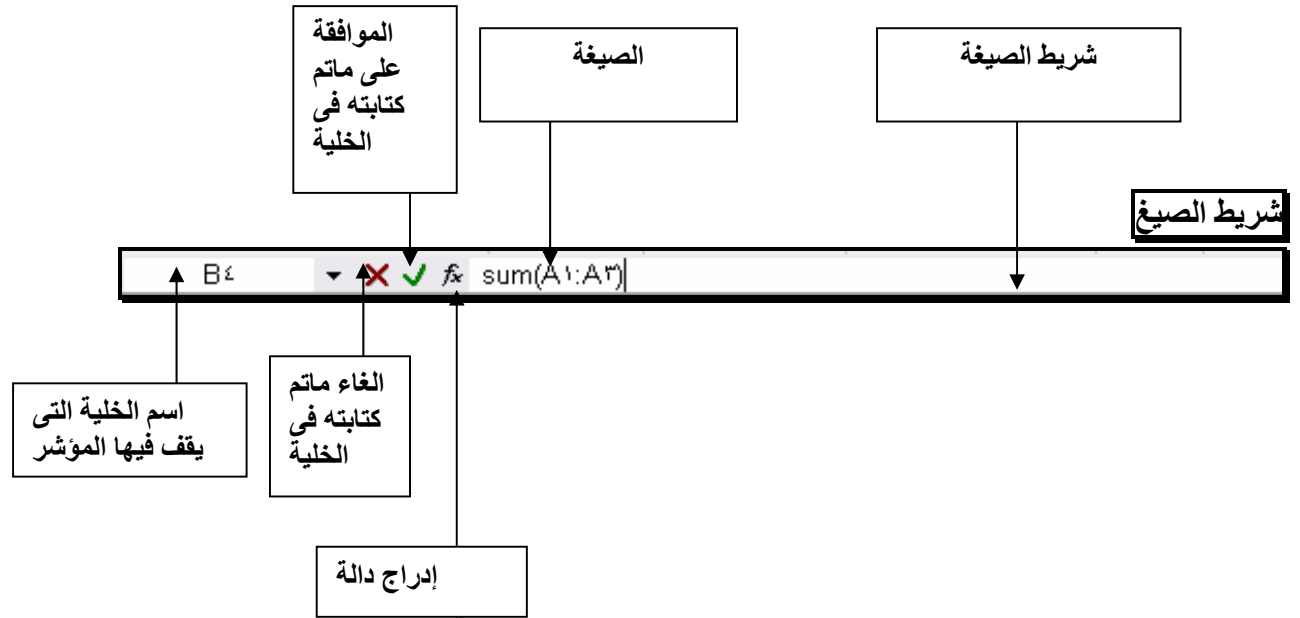 الموافقة
على ماتم
كتابته فى
الخلية
الصيغة
شريط الصيغة
شريط الصيغ
B٤ fx sum(A١:A٣)
اسم الخلية التى
يقف فيها المؤشر
الغاء ماتم
كتابته فى
الخلية
إدراج دالة